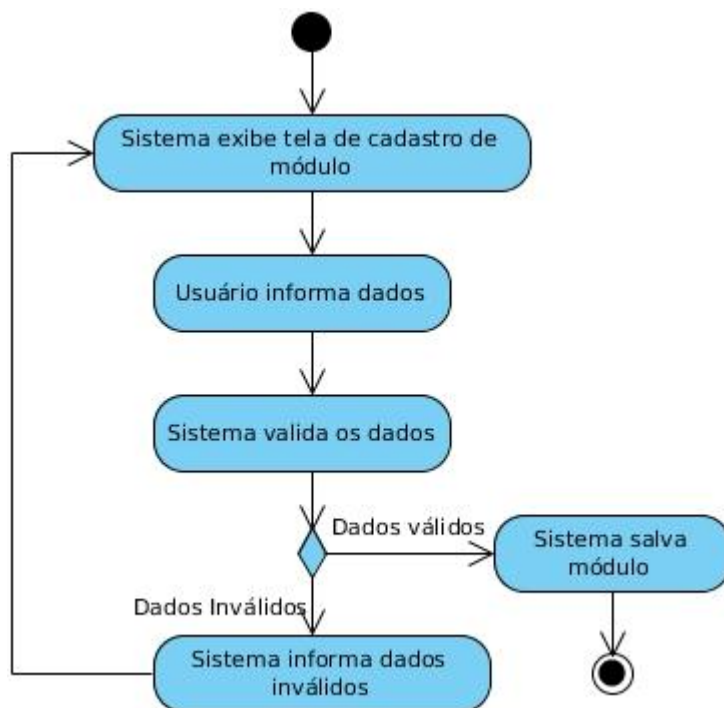 Sistema exibe tela de cadastro de
módulo
Usuário informa dados
Sistema valida os dados
Dados válidos
Sistema salva
módulo
Dados Inválidos
Sistema informa dados
inválidos